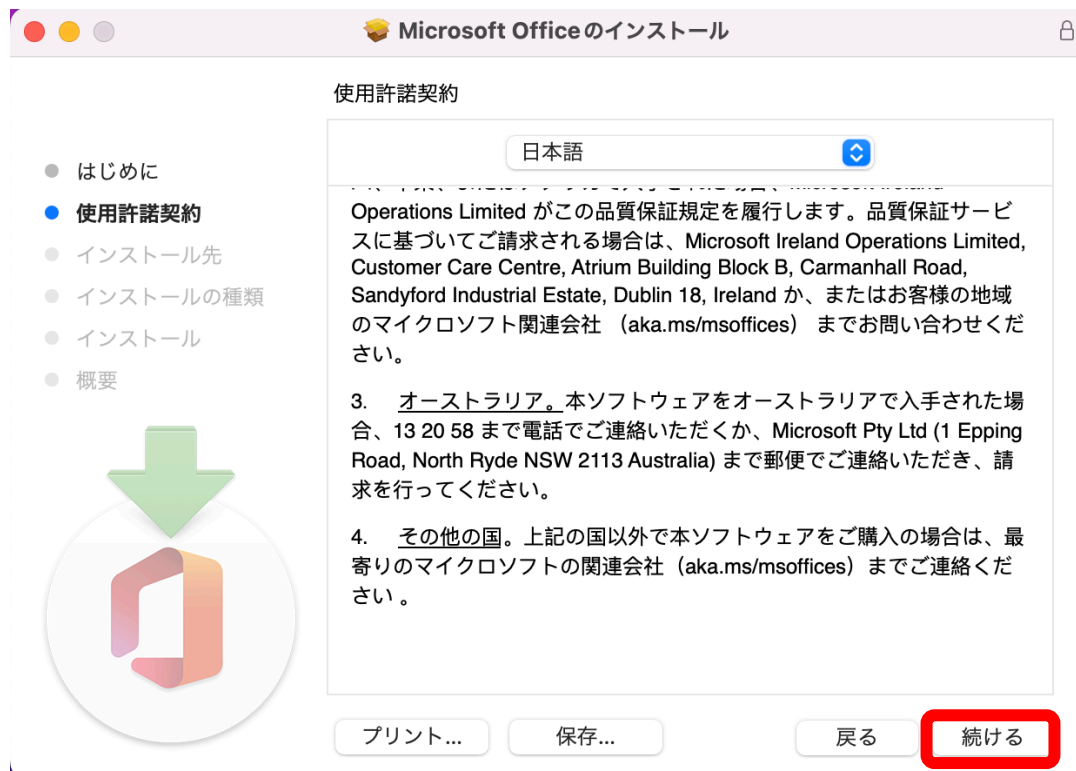 Microsoft Officeのインストール
使用許諾契約
はじめに
使用許諾契約
インストール先
インストールの種類
インストール
概要
日本語
Operations Limited がこの品質保証規定を履行します。品質保証サービ
スに基づいてご請求される場合は、Microsoft Ireland Operations Limited,
Customer Care Centre, Atrium Building Block B, Carmanhall Road,
Sandyford Industrial Estate, Dublin 18, Ireland か、またはお客様の地域
のマイクロソフト関連会社 （aka.ms/msoffices） までお問い合わせくだ
さい。
3. オーストラリア。本ソフトウェアをオーストラリアで入手された場
合、13 20 58 まで電話でご連絡いただくか、Microsoft Pty Ltd (1 Epping
Road, North Ryde NSW 2113 Australia) まで郵便でご連絡いただき、請
求を行ってください。
4. その他の国。上記の国以外で本ソフトウェアをご購入の場合は、最
寄りのマイクロソフトの関連会社（aka.ms/msoffices）までご連絡くだ
さい 。
プリント...
保存...
戻る
続ける